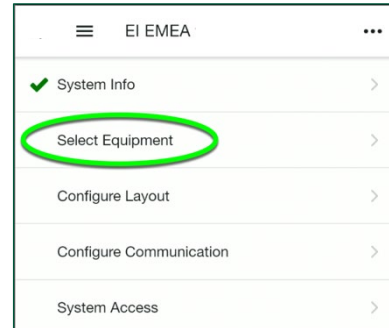 EI EMEA
System Info
Select Equipment
Configure Layout
Configure Communication
System Access